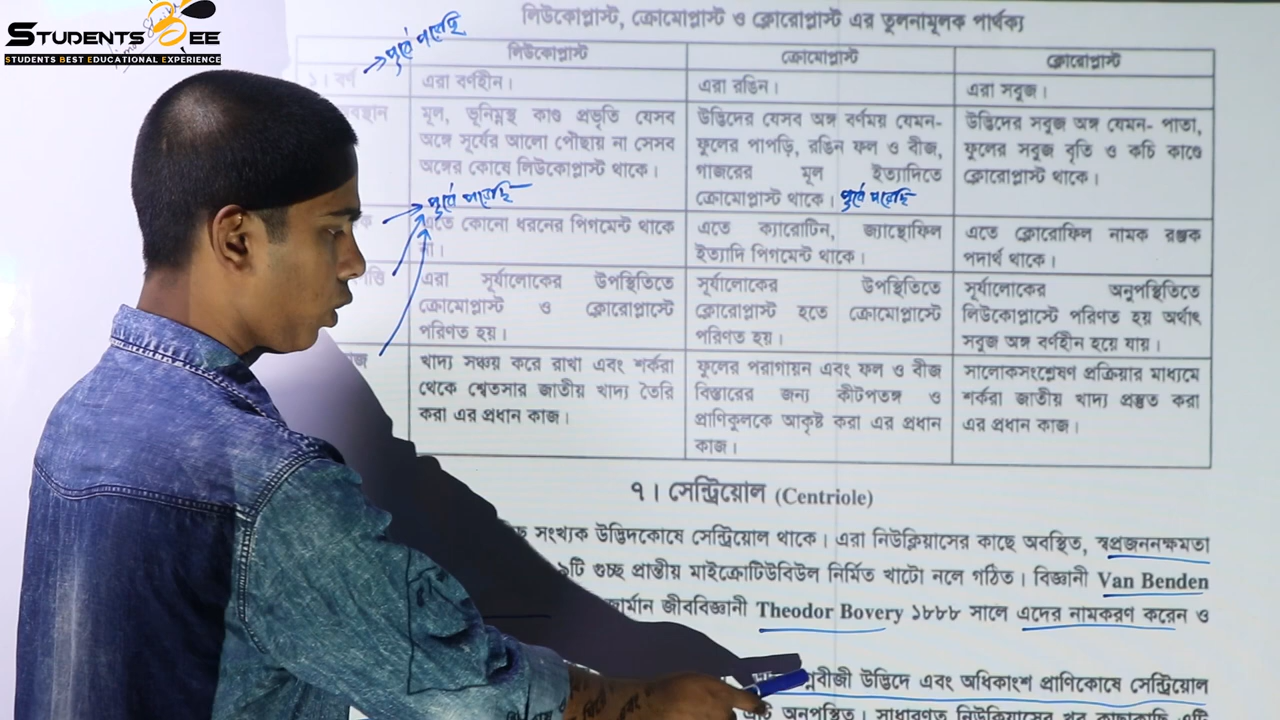 STUDENTS BEE
STUDENTS BEST EDUCATIONAL EXPERIENCE
লিউকোপ্লাস্ট, ক্রোমোপ্লাস্ট ও ক্লোরোপ্লাস্ট এর তুলনামূলক পার্থক্য
পূর্বে পরেছি
লিউকোপ্লাস্ট
ক্রোমোপ্লাস্ট
ক্লোরোপ্লাস্ট
১। বর্ণ
এরা বর্ণহীন।
এরা রঙিন।
এরা সবুজ।
মূল, ভূনিম্নস্থ কাণ্ড প্রভৃতি যেসব
অঙ্গে সূর্যের আলো পৌছায় না সেসব
অঙ্গের কোষে লিউকোপ্লাস্ট থাকে।
উদ্ভিদের যেসব অঙ্গ বর্ণময় যেমন-
ফুলের পাপড়ি, রঙিন ফল ও বীজ,
গাজরের মূল ইত্যাদিতে
ক্রোমোপ্লাস্ট থাকে।
উদ্ভিদের সবুজ অঙ্গ যেমন- পাতা,
ফুলের সবুজ বৃতি ও কচি কাণ্ডে
ক্লোরোপ্লাস্ট থাকে।
পূর্বে পরেছি
পূর্বে পরেছি
এতে কোনো ধরনের পিগমেন্ট থাকে
না।
এতে ক্যারোটিন, জ্যান্থোফিল
ইত্যাদি পিগমেন্ট থাকে।
এতে ক্লোরোফিল নামক রঞ্জক
পদার্থ থাকে।
এরা সূর্যালোকের উপস্থিতিতে
ক্রোমোপ্লাস্ট ও ক্লোরোপ্লাস্টে
পরিণত হয়।
সূর্যালোকের উপস্থিতিতে
ক্লোরোপ্লাস্ট হতে ক্রোমোপ্লাস্টে
পরিণত হয়।
সূর্যালোকের অনুপস্থিতিতে
লিউকোপ্লাস্টে পরিণত হয় অর্থাৎ
সবুজ অঙ্গ বর্ণহীন হয়ে যায়।
খাদ্য সঞ্চয় করে রাখা এবং শর্করা
থেকে শ্বেতসার জাতীয় খাদ্য তৈরি
করা এর প্রধান কাজ।
ফুলের পরাগায়ন এবং ফল ও বীজ
বিস্তারের জন্য কীটপতঙ্গ ও
প্রাণিকুলকে আকৃষ্ট করা এর প্রধান
কাজ।
সালোকসংশ্লেষণ প্রক্রিয়ার মাধ্যমে
শর্করা জাতীয় খাদ্য প্রস্তুত করা
এর প্রধান কাজ।
৭। সেন্ট্রিয়োল (Centriole)
সংখ্যক উদ্ভিদকোষে সেন্ট্রিয়োল থাকে। এরা নিউক্লিয়াসের কাছে অবস্থিত, স্বপ্রজননক্ষমতা
৯টি গুচ্ছ প্রান্তীয় মাইক্রোটিউবিউল নির্মিত খাটো নলে গঠিত। বিজ্ঞানী Van Benden
জার্মান জীববিজ্ঞানী Theodor Bovery ১৮৮৮ সালে এদের নামকরণ করেন ও
উদ্ভিদে এবং অধিকাংশ প্রাণিকোষে সেন্ট্রিয়োল
অনুপস্থিত। সাধারণত নিউক্লিয়াসের খুব কাছাকাছি